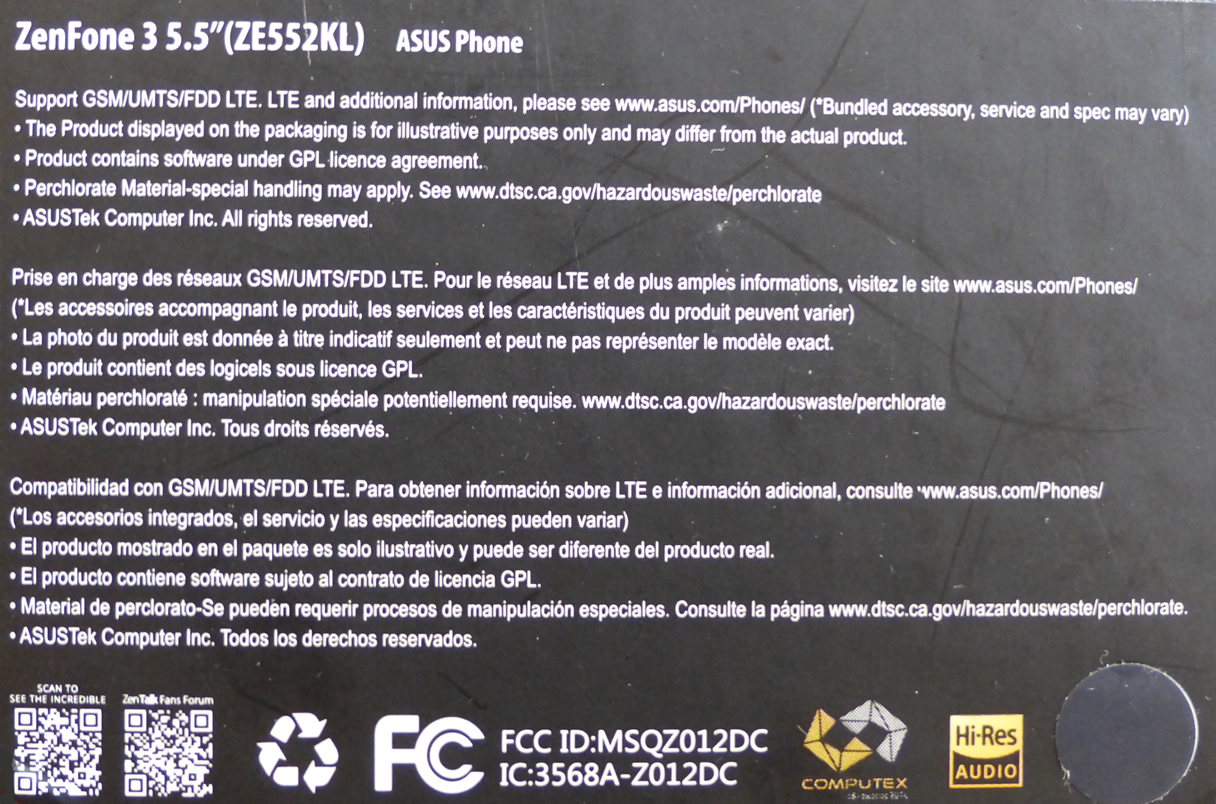 ZenFone 3 5.5"(ZE552KL) ASUS Phone
Support GSM/UMTS/FDD LTE. LTE and additional information, please see www.asus.com/Phones/ (*Bundled accessory, service and spec may vary)
• The Product displayed on the packaging is for illustrative purposes only and may differ from the actual product.
• Product contains software under GPL licence agreement.
• Perchlorate Material-special handling may apply. See www.dtsc.ca.gov/hazardouswaste/perchlorate
• ASUSTek Computer Inc. All rights reserved.
Prise en charge des réseaux GSM/UMTS/FDD LTE. Pour le réseau LTE et de plus amples informations, visitez le site www.asus.com/Phones/
(*Les accessoires accompagnant le produit, les services et les caractéristiques du produit peuvent varier)
• La photo du produit est donnée à titre indicatif seulement et peut ne pas représenter le modèle exact.
• Le produit contient des logicels sous licence GPL.
• Matériau perchloraté : manipulation spéciale potentiellement requise. www.dtsc.ca.gov/hazardouswaste/perchlorate
• ASUSTek Computer Inc. Tous droits réservés.
Compatibilidad con GSM/UMTS/FDD LTE. Para obtener información sobre LTE e información adicional, consulte www.asus.com/Phones/
(*Los accesorios integrados, el servicio y las especificaciones pueden variar)
• El producto mostrado en el paquete es solo ilustrativo y puede ser diferente del producto real.
• El producto contiene software sujeto al contrato de licencia GPL.
• Material de perclorato-Se pueden requerir procesos de manipulación especiales. Consulte la página www.dtsc.ca.gov/hazardouswaste/perchlorate.
• ASUSTek Computer Inc. Todos los derechos reservados.
SCAN TO
SEE THE INCREDIBLE
ZenTalk Fans Forum
FC
FCC ID:MSQZ012DC
IC:3568A-Z012DC
COMPUTEX
Hi-Res
AUDIO